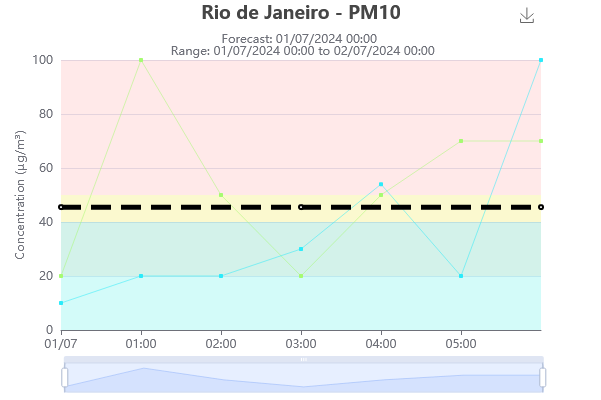 Rio de Janeiro - PM10
Forecast: 01/07/2024 00:00
Range: 01/07/2024 00:00 to 02/07/2024 00:00
Concentration (µg/m³)
100
80
60
40
20
0
01/07 01:00 02:00 03:00 04:00 05:00